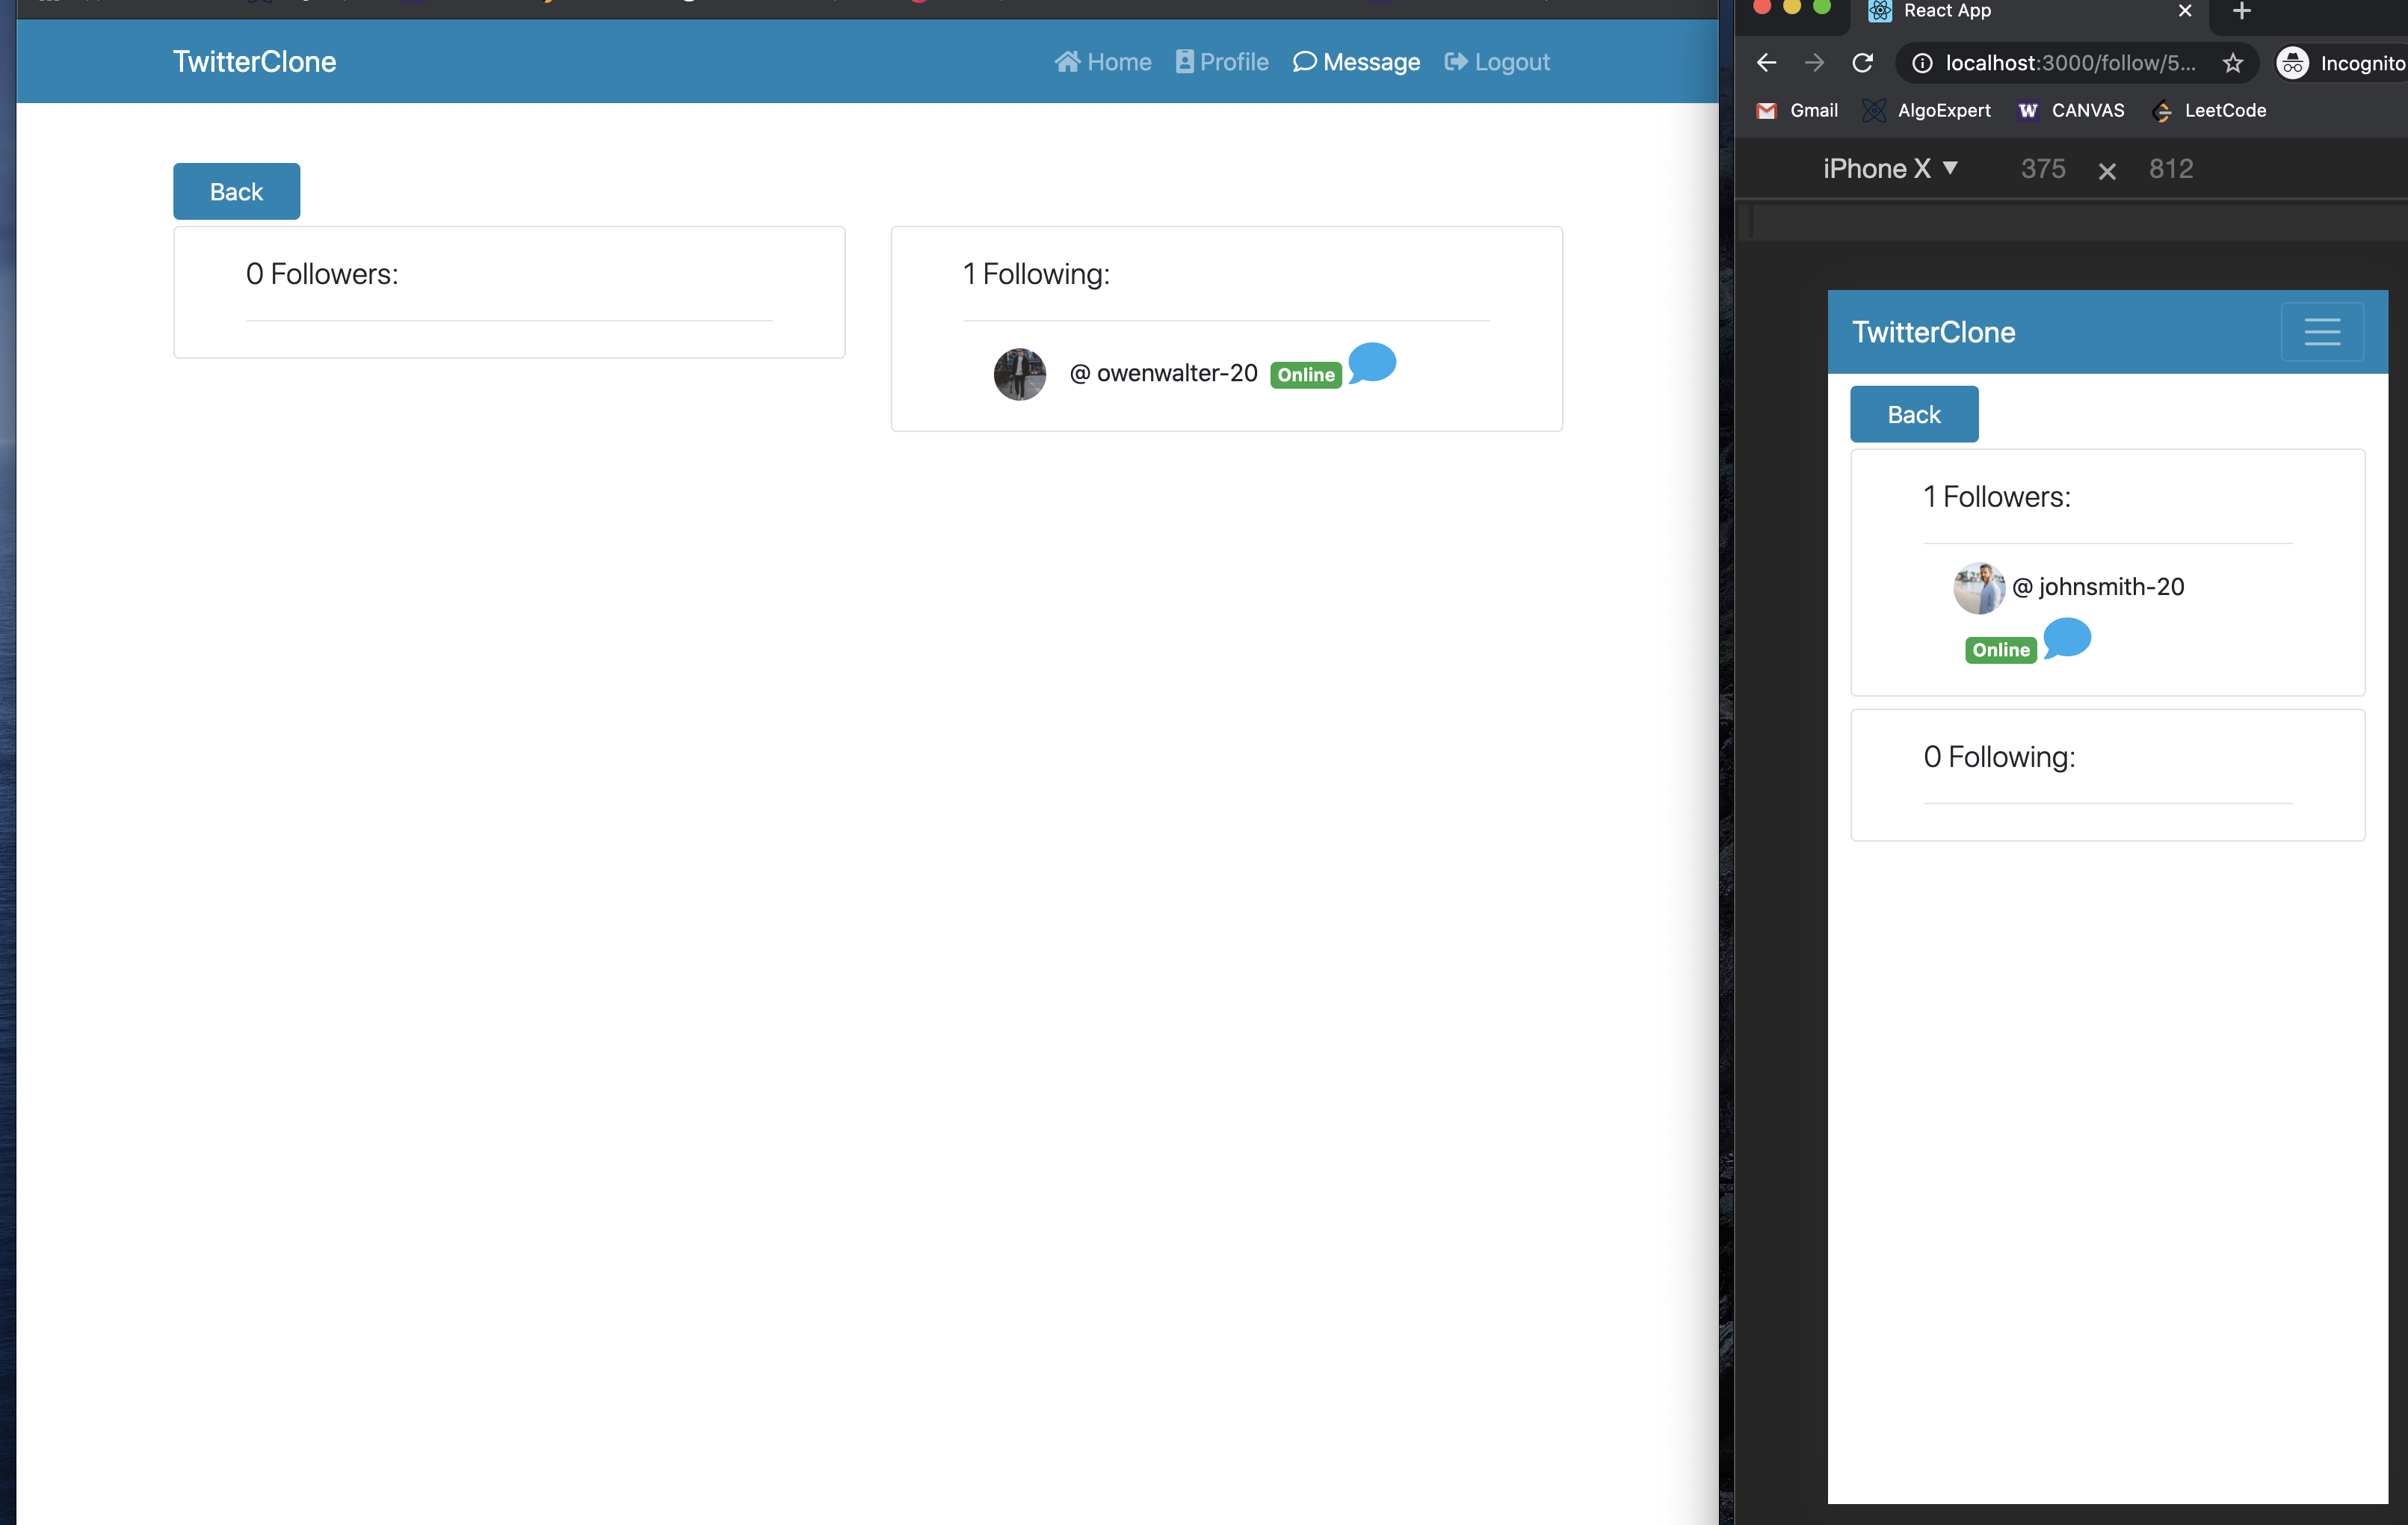 TwitterClone
Home Profile Message Logout
Back
0 Followers:
1 Following:
@ owenwalter-20 Online
React App
localhost:3000/follow/5...
Incognito
Gmail AlgoExpert CANVAS LeetCode
iPhone X 375 × 812
TwitterClone
Back
1 Followers:
@ johnsmith-20
Online
0 Following: